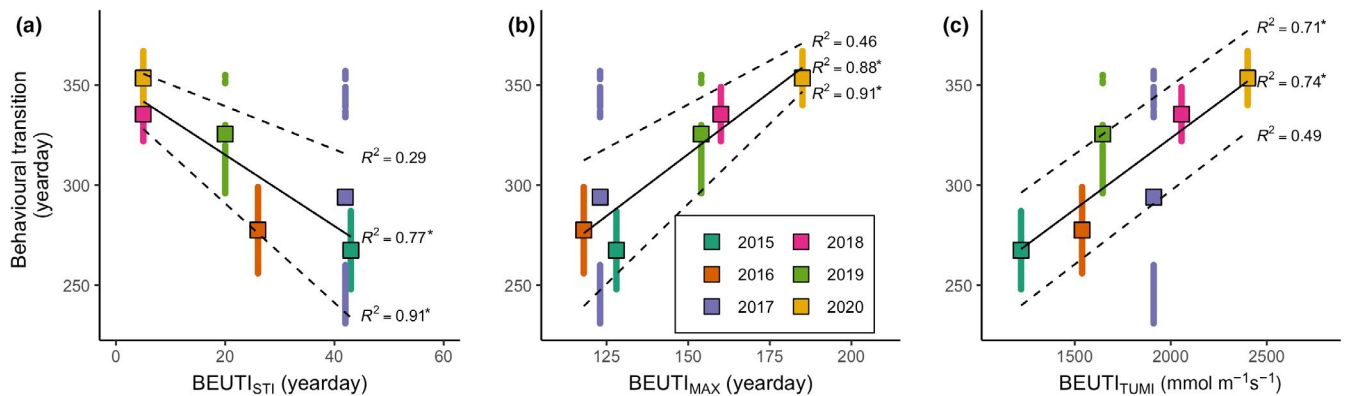 (a)
Behavioural transition
(yearday)
350
300
250
R² = 0.29
R² = 0.77*
R² = 0.91*
0 20 40 60
BEUTI_STI (yearday)
(b)
350
300
250
R² = 0.46
R² = 0.88*
R² = 0.91*
2015 2018
2016 2019
2017 2020
125 150 175 200
BEUTI_MAX (yearday)
(c)
350
300
250
R² = 0.71*
R² = 0.74*
R² = 0.49
1500 2000 2500
BEUTI_TUMI (mmol m⁻¹s⁻¹)